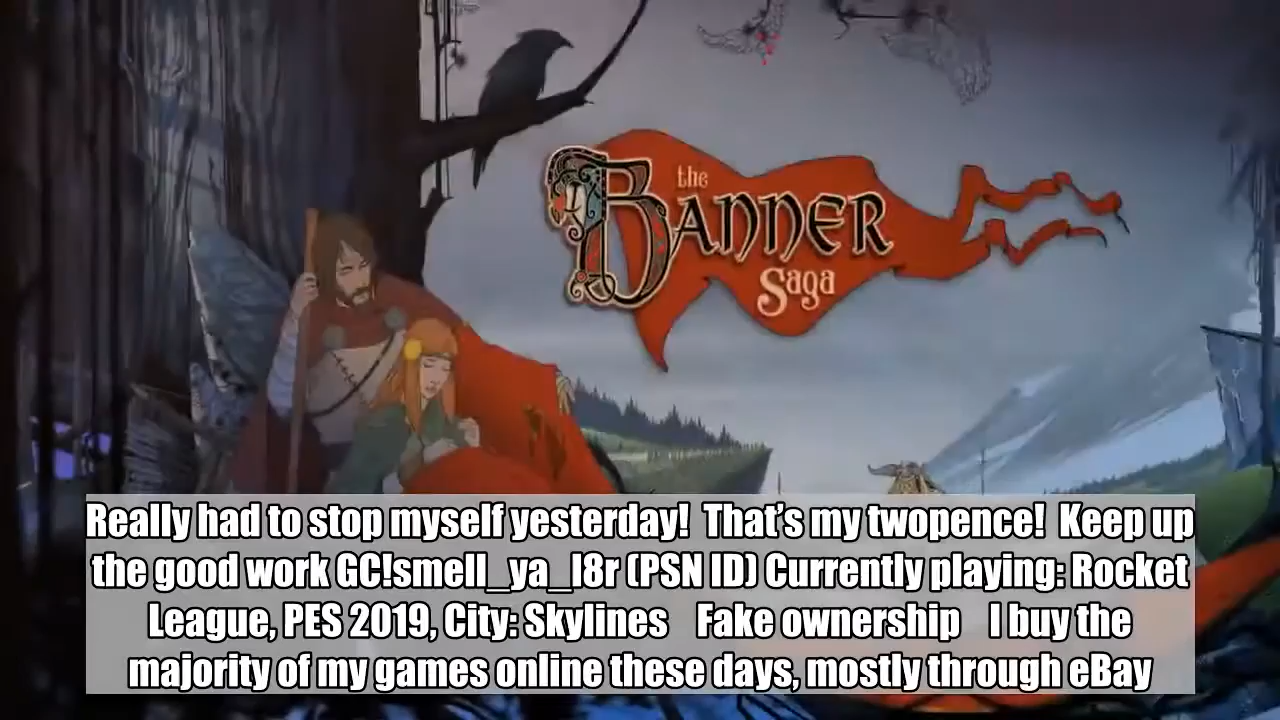 the
BANNER
Saga
Really had to stop myself yesterday!  That’s my twopence!  Keep up
the good work GC!smell_ya_l8r (PSN ID) Currently playing: Rocket
League, PES 2019, City: Skylines    Fake ownership    I buy the
majority of my games online these days, mostly through eBay